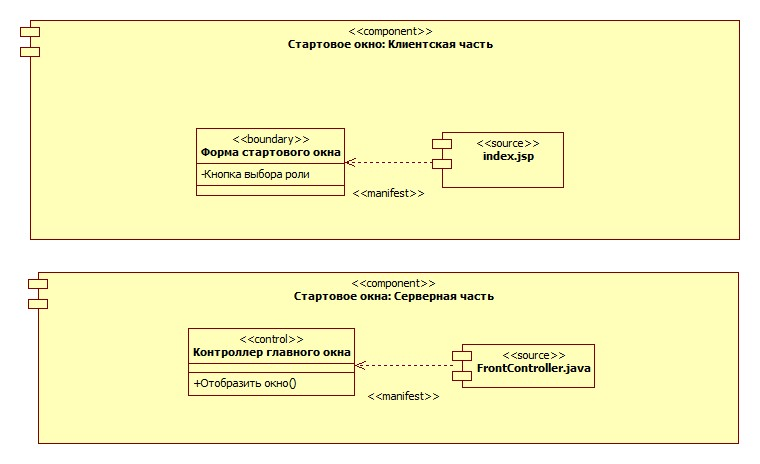 <<component>>
Стартовое окно: Клиентская часть
<<boundary>>
Форма стартового окна
-Кнопка выбора роли
<<source>>
index.jsp
<<manifest>>
<<component>>
Стартовое окна: Серверная часть
<<control>>
Контроллер главного окна
+Отобразить окно()
<<source>>
FrontController.java
<<manifest>>